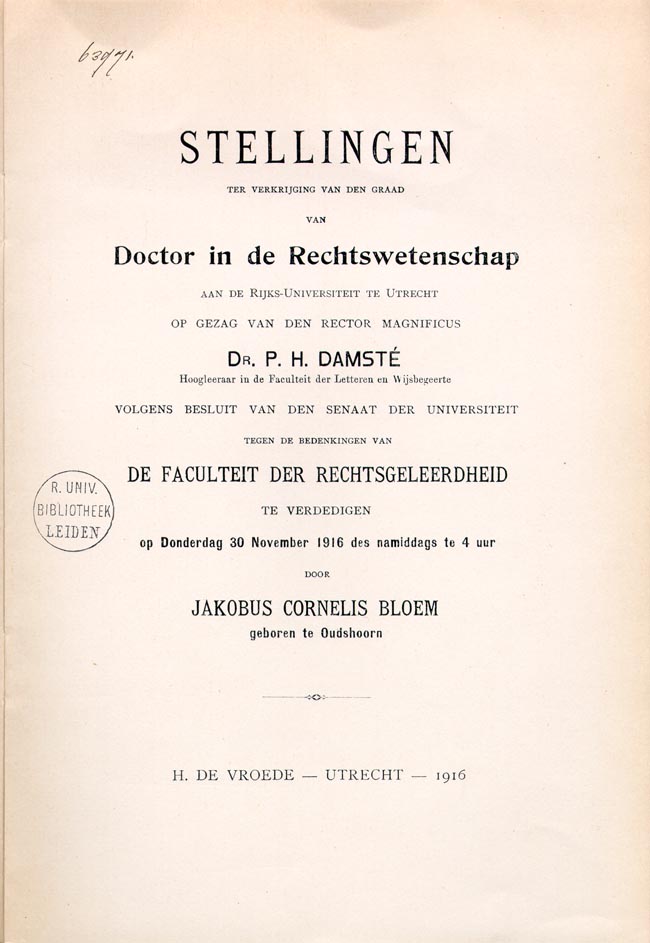 STELLINGEN
TER VERKRIJGING VAN DEN GRAAD
VAN
Doctor in de Rechtswetenschap
AAN DE RIJKS-UNIVERSITEIT TE UTRECHT
OP GEZAG VAN DEN RECTOR MAGNIFICUS
DR. P. H. DAMSTÉ
Hoogleeraar in de Faculteit der Letteren en Wijsbegeerte
VOLGENS BESLUIT VAN DEN SENAAT DER UNIVERSITEIT
TEGEN DE BEDENKINGEN VAN
DE FACULTEIT DER RECHTSGELEERDHEID
TE VERDEDIGEN
op Donderdag 30 November 1916 des namiddags te 4 uur
DOOR
JAKOBUS CORNELIS BLOEM
geboren te Oudshoorn
H. DE VROEDE — UTRECHT — 1916
R. UNIV.
BIBLIOTHEEK
LEIDEN